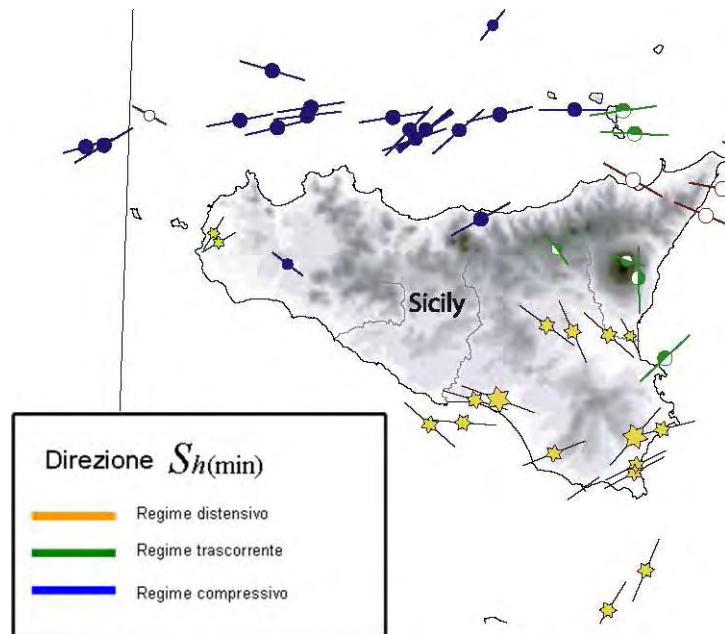 Sicily
Direzione Sh(min)
Regime distensivo
Regime trascorrente
Regime compressivo